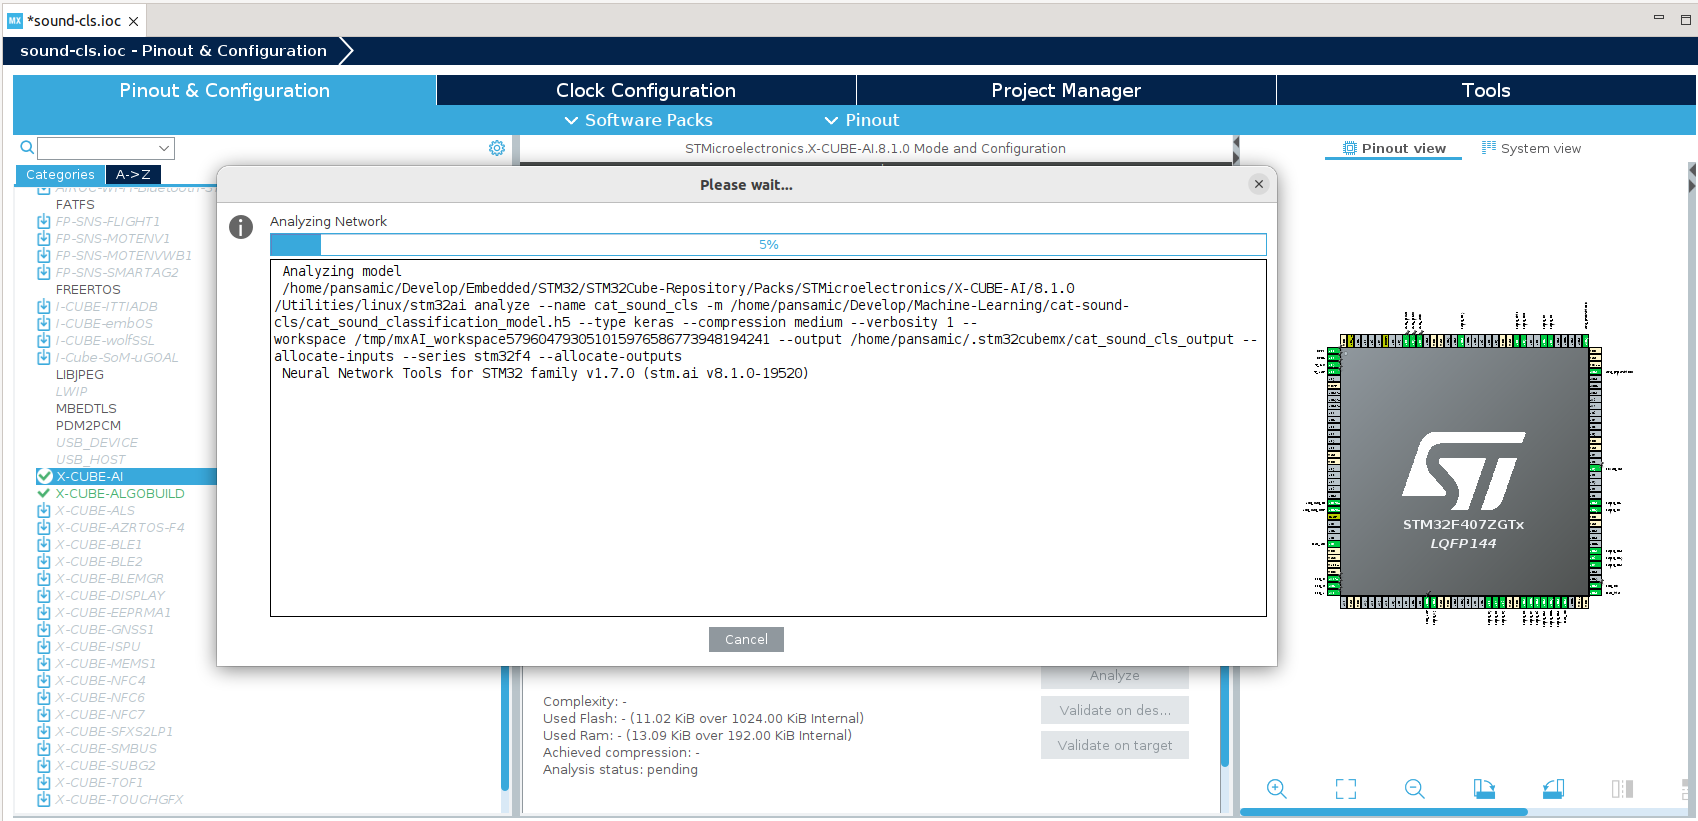 MX *sound-cls.ioc
sound-cls.ioc - Pinout & Configuration
Pinout & Configuration
Clock Configuration
Project Manager
Tools
Software Packs
Pinout
STMicroelectronics.X-CUBE-AI.8.1.0 Mode and Configuration
Pinout view
System view
Categories
A->Z
FATFS
FP-SNS-FLIGHT1
FP-SNS-MOTENV1
FP-SNS-MOTENVWB1
FP-SNS-SMARTAG2
FREERTOS
I-CUBE-ITTIADB
I-CUBE-embOS
I-CUBE-wolfSSL
I-Cube-SoM-uGOAL
LIBJPEG
LWIP
MBEDTLS
PDM2PCM
USB_DEVICE
USB_HOST
X-CUBE-AI
X-CUBE-ALGOBUILD
X-CUBE-ALS
X-CUBE-AZRTOS-F4
X-CUBE-BLE1
X-CUBE-BLE2
X-CUBE-BLEMGR
X-CUBE-DISPLAY
X-CUBE-EEPRMA1
X-CUBE-GNSS1
X-CUBE-ISPU
X-CUBE-MEMS1
X-CUBE-NFC4
X-CUBE-NFC6
X-CUBE-NFC7
X-CUBE-SFXS2LP1
X-CUBE-SMBUS
X-CUBE-SUBG2
X-CUBE-TOF1
X-CUBE-TOUCHGFX
Please wait...
Analyzing Network
5%
Analyzing model
/home/pansamic/Develop/Embedded/STM32/STM32Cube-Repository/Packs/STMicroelectronics/X-CUBE-AI/8.1.0
/Utilities/linux/stm32ai analyze --name cat_sound_cls -m /home/pansamic/Develop/Machine-Learning/cat-sound-
cls/cat_sound_classification_model.h5 --type keras --compression medium --verbosity 1 --
workspace /tmp/mxAI_workspace57960479305101597658677394819424​1 --output /home/pansamic/.stm32cubemx/cat_sound_cls_output --
allocate-inputs --series stm32f4 --allocate-outputs
Neural Network Tools for STM32 family v1.7.0 (stm.ai v8.1.0-19520)
Cancel
Analyze
Complexity: -
Used Flash: - (11.02 KiB over 1024.00 KiB Internal)
Used Ram: - (13.09 KiB over 192.00 KiB Internal)
Achieved compression: -
Analysis status: pending
Validate on des...
Validate on target
ST
STM32F407ZGTx
LQFP144